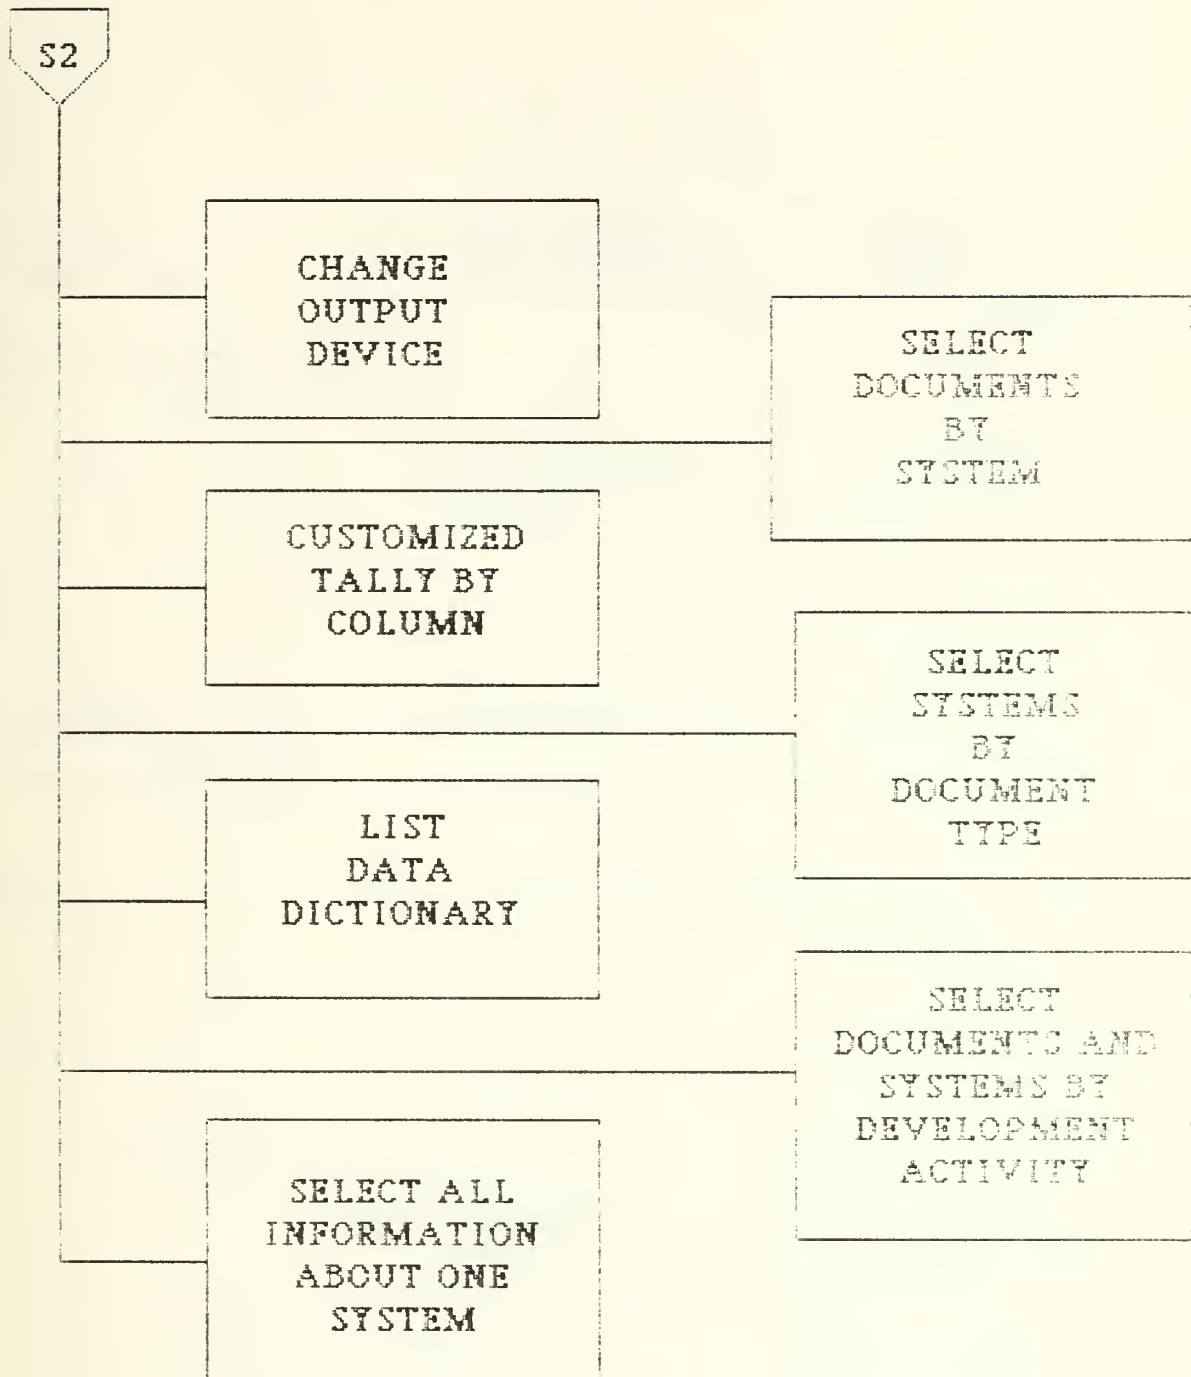 S2
CHANGE
OUTPUT
DEVICE
SELECT
DOCUMENTS
BY
SYSTEM
CUSTOMIZED
TALLY BY
COLUMN
SELECT
SYSTEMS
BY
DOCUMENT
TYPE
LIST
DATA
DICTIONARY
SELECT
DOCUMENTS AND
SYSTEMS BY
DEVELOPMENT
ACTIVITY
SELECT ALL
INFORMATION
ABOUT ONE
SYSTEM